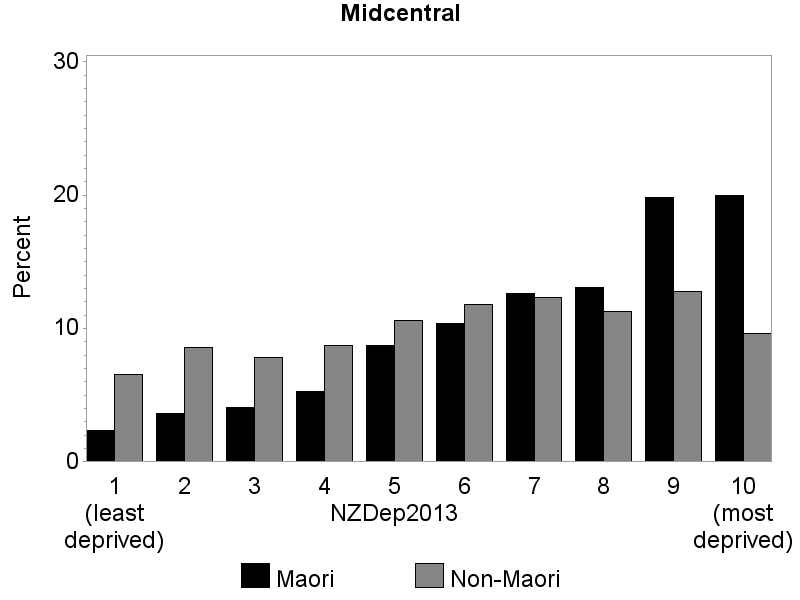 Midcentral
30
20
10
0
Percent
1 2 3 4 5 6 7 8 9 10
(least NZDep2013 (most
deprived) deprived)
Maori Non-Maori